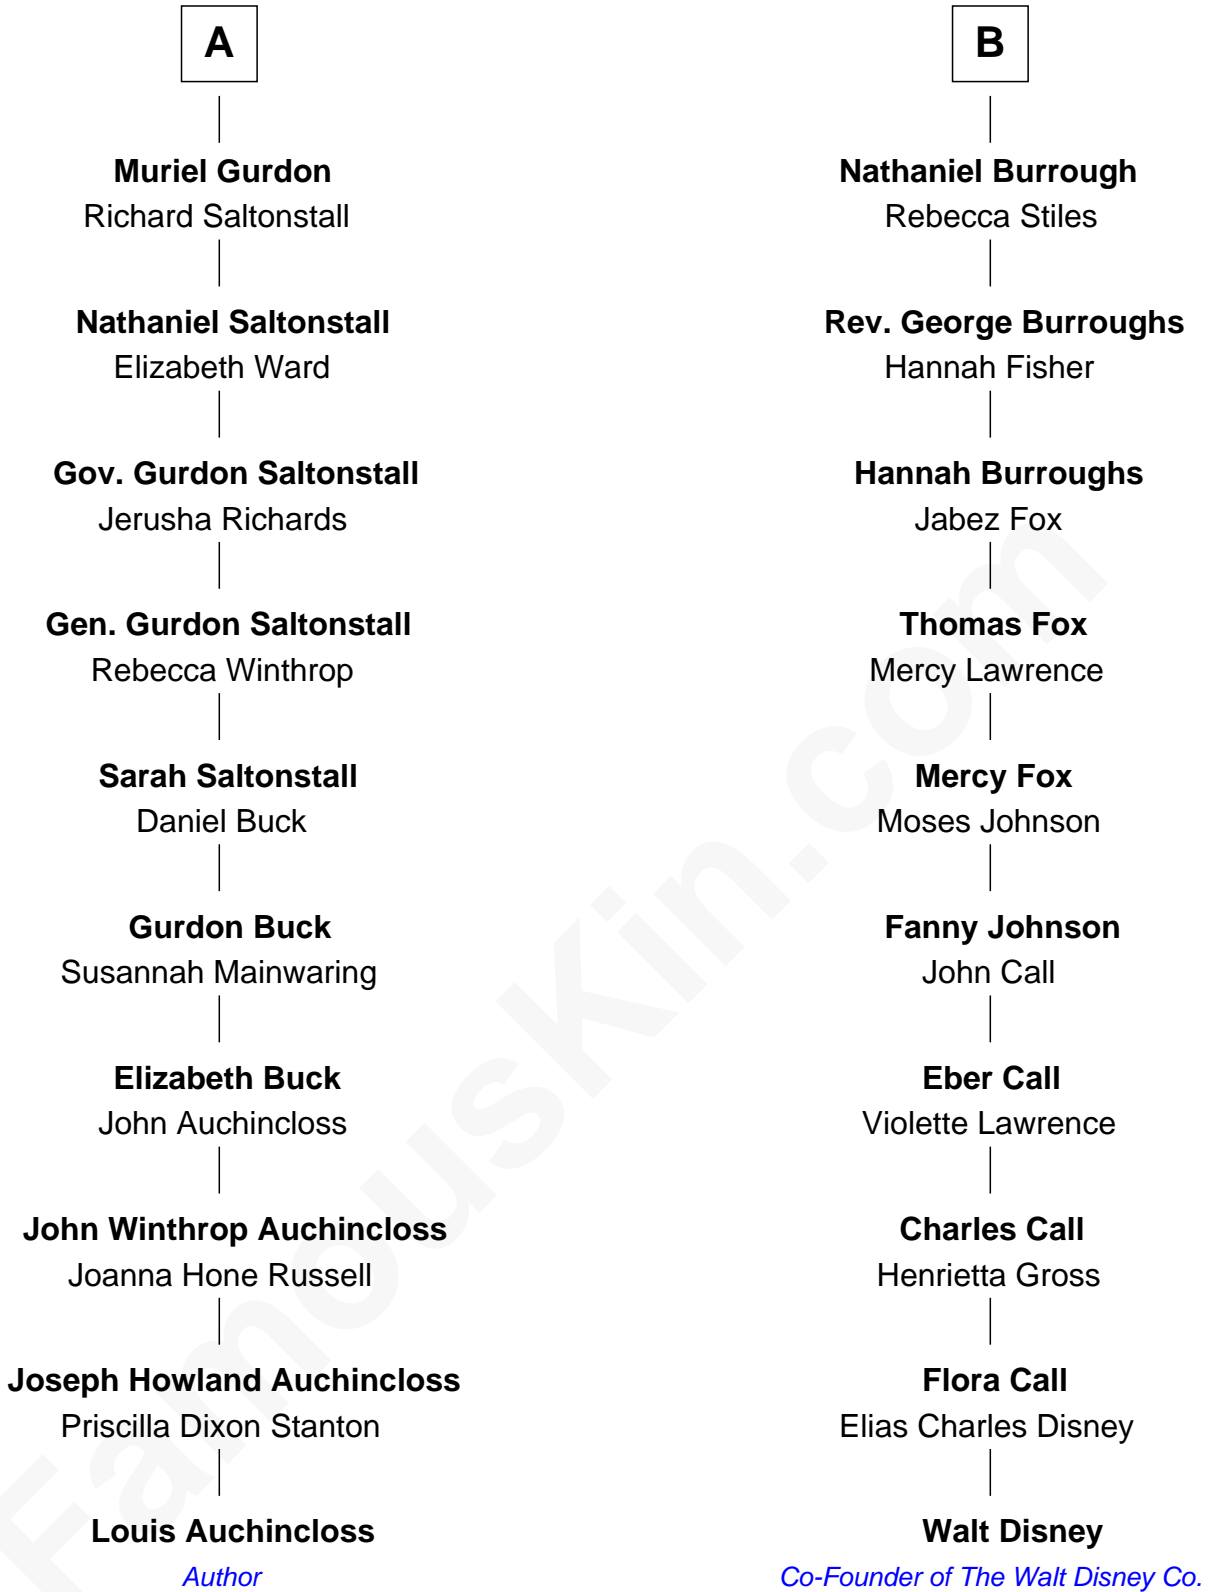 A
Muriel Gurdon
Richard Saltonstall
Nathaniel Saltonstall
Elizabeth Ward
Gov. Gurdon Saltonstall
Jerusha Richards
Gen. Gurdon Saltonstall
Rebecca Winthrop
Sarah Saltonstall
Daniel Buck
Gurdon Buck
Susannah Mainwaring
Elizabeth Buck
John Auchincloss
John Winthrop Auchincloss
Joanna Hone Russell
Joseph Howland Auchincloss
Priscilla Dixon Stanton
Louis Auchincloss
Author
B
Nathaniel Burrough
Rebecca Stiles
Rev. George Burroughs
Hannah Fisher
Hannah Burroughs
Jabez Fox
Thomas Fox
Mercy Lawrence
Mercy Fox
Moses Johnson
Fanny Johnson
John Call
Eber Call
Violette Lawrence
Charles Call
Henrietta Gross
Flora Call
Elias Charles Disney
Walt Disney
Co-Founder of The Walt Disney Co.
FamousKin.com